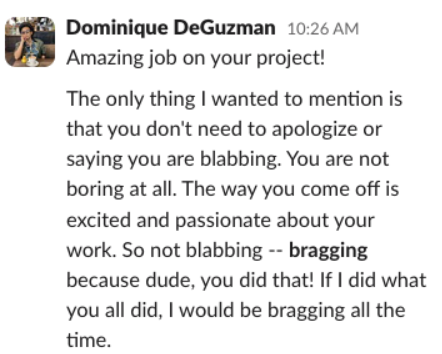 Dominique DeGuzman 10:26 AM
Amazing job on your project!
The only thing I wanted to mention is
that you don't need to apologize or
saying you are blabbing. You are not
boring at all. The way you come off is
excited and passionate about your
work. So not blabbing -- bragging
because dude, you did that! If I did what
you all did, I would be bragging all the
time.